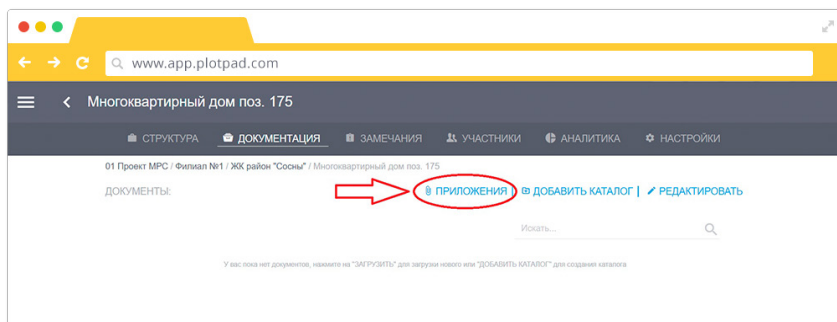 www.app.plotpad.com
Многоквартирный дом поз. 175
СТРУКТУРА ДОКУМЕНТАЦИЯ ЗАМЕЧАНИЯ УЧАСТНИКИ АНАЛИТИКА НАСТРОЙКИ
01 Проект МРС / Филиал №1 / ЖК район "Сосны" / Многоквартирный дом поз. 175
ДОКУМЕНТЫ: ПРИЛОЖЕНИЯ | ДОБАВИТЬ КАТАЛОГ | РЕДАКТИРОВАТЬ
Искать...
У вас пока нет документов, нажмите на "ЗАГРУЗИТЬ" для загрузки нового или "ДОБАВИТЬ КАТАЛОГ" для создания каталога